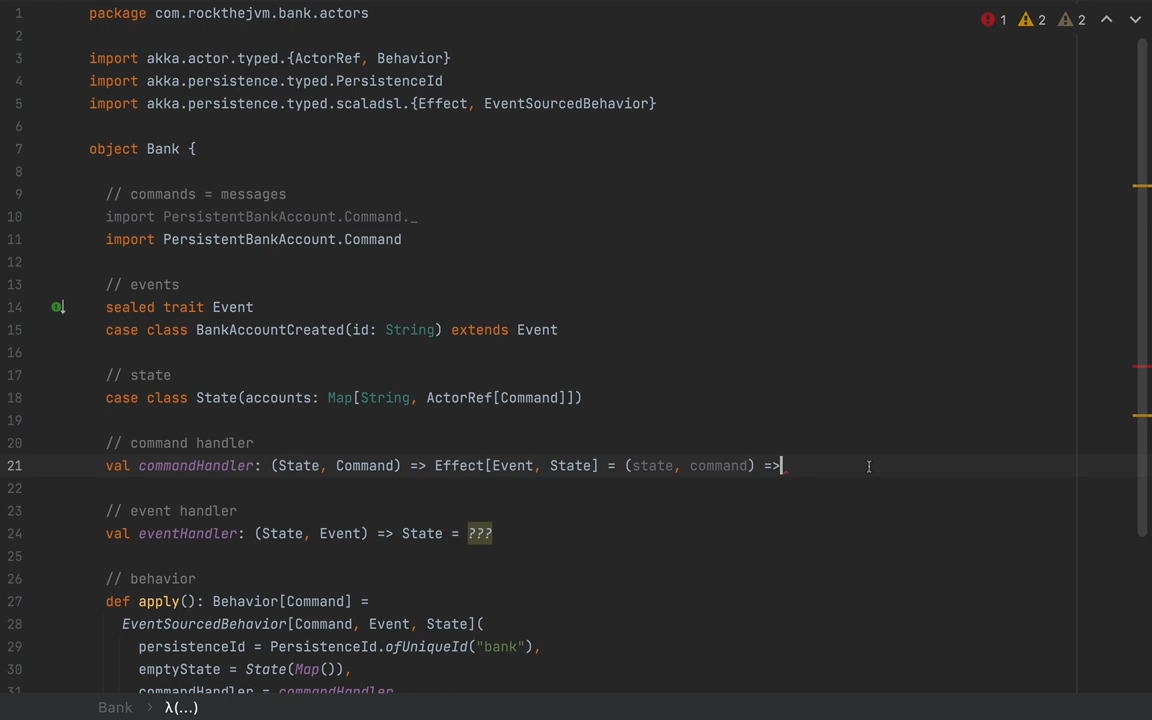 1 package com.rockthejvm.bank.actors
1 2 2
2
3 import akka.actor.typed.{ActorRef, Behavior}
4 import akka.persistence.typed.PersistenceId
5 import akka.persistence.typed.scaladsl.{Effect, EventSourcedBehavior}
6
7 object Bank {
8
9 // commands = messages
10 import PersistentBankAccount.Command._
11 import PersistentBankAccount.Command
12
13 // events
14 sealed trait Event
15 case class BankAccountCreated(id: String) extends Event
16
17 // state
18 case class State(accounts: Map[String, ActorRef[Command]])
19
20 // command handler
21 val commandHandler: (State, Command) => Effect[Event, State] = (state, command) =>
22
23 // event handler
24 val eventHandler: (State, Event) => State = ???
25
26 // behavior
27 def apply(): Behavior[Command] =
28 EventSourcedBehavior[Command, Event, State](
29 persistenceId = PersistenceId.ofUniqueId("bank"),
30 emptyState = State(Map()),
31 commandHandler = commandHandler
Bank > λ(...)